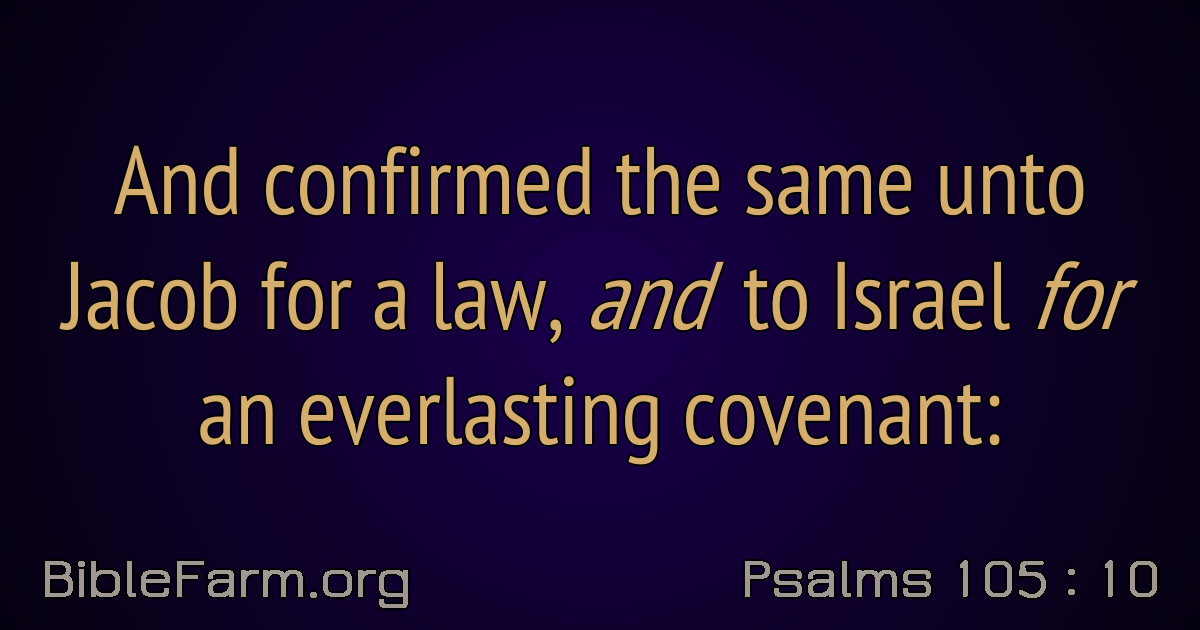 And confirmed the same unto
Jacob for a law, and to Israel for
an everlasting covenant:
BibleFarm.org
Psalms 105 : 10